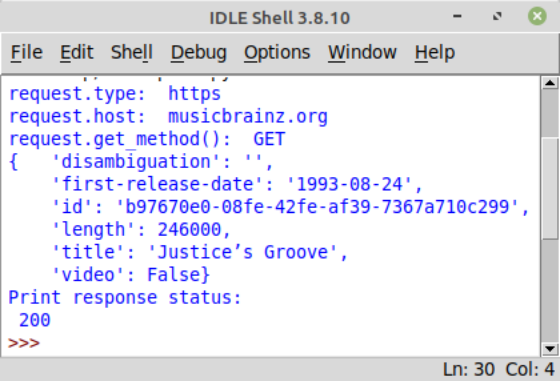 IDLE Shell 3.8.10
File Edit Shell Debug Options Window Help
request.type:  https
request.host:  musicbrainz.org
request.get_method():  GET
{   'disambiguation': '',
    'first-release-date': '1993-08-24',
    'id': 'b97670e0-08fe-42fe-af39-7367a710c299',
    'length': 246000,
    'title': 'Justice’s Groove',
    'video': False}
Print response status:
 200
>>>
Ln: 30 Col: 4